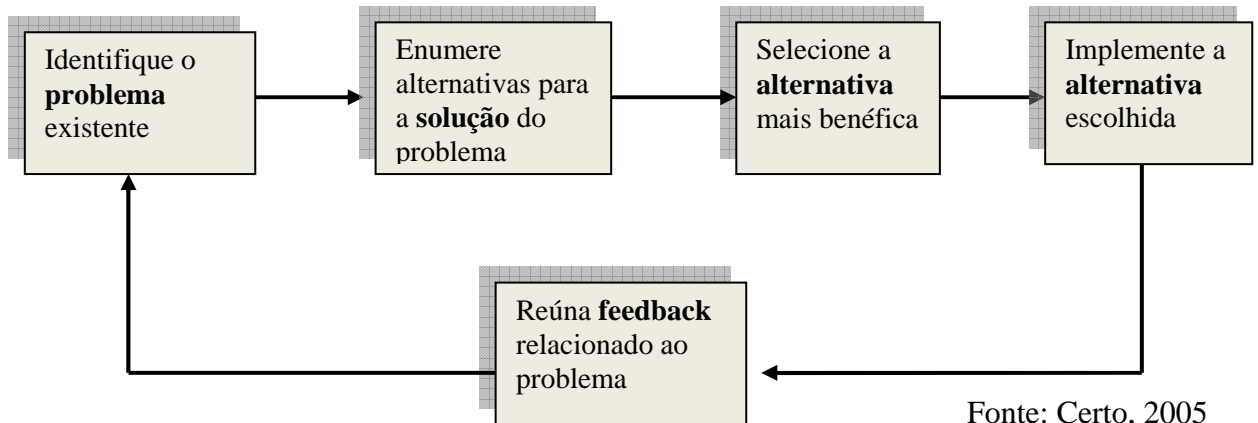 Identifique o
problema
existente
Enumere
alternativas para
a solução do
problema
Selecione a
alternativa
mais benéfica
Implemente a
alternativa
escolhida
Reúna feedback
relacionado ao
problema
Fonte: Certo, 2005